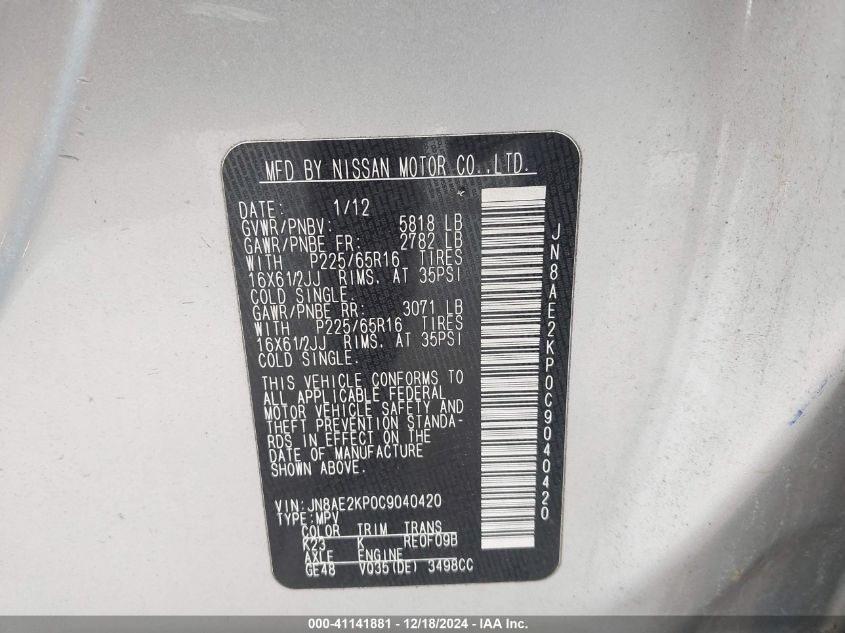 MFD BY NISSAN MOTOR CO.,LTD.
DATE: 1/12
GVWR/PNBV: 5818 LB
GAWR/PNBE FR: 2782 LB
WITH P225/65R16 TIRES
16X61/2JJ RIMS, AT 35PSI
COLD SINGLE.
GAWR/PNBE RR: 3071 LB
WITH P225/65R16 TIRES
16X61/2JJ RIMS, AT 35PSI
COLD SINGLE.
THIS VEHICLE CONFORMS TO
ALL APPLICABLE FEDERAL
MOTOR VEHICLE SAFETY AND
THEFT PREVENTION STANDA-
RDS IN EFFECT ON THE
DATE OF MANUFACTURE
SHOWN ABOVE.
VIN:JN8AE2KP0C9040420
TYPE:MPV
COLOR TRIM TRANS
K23 K RE0F09B
AXLE ENGINE
GE48 VQ35(DE) 3498CC
JN8AE2KP0C9040420
000-41141881 - 12/18/2024 - IAA Inc.